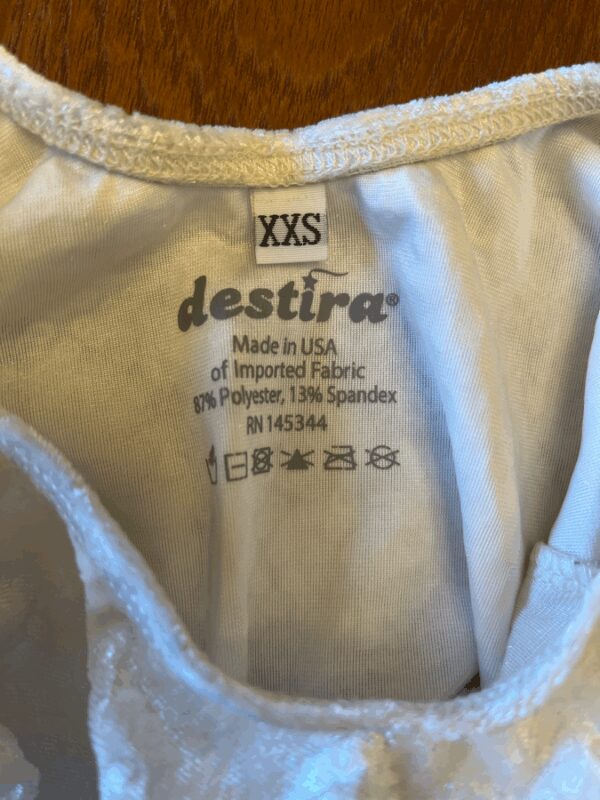 XXS
destira®
Made in USA
of Imported Fabric
87% Polyester, 13% Spandex
RN 145344